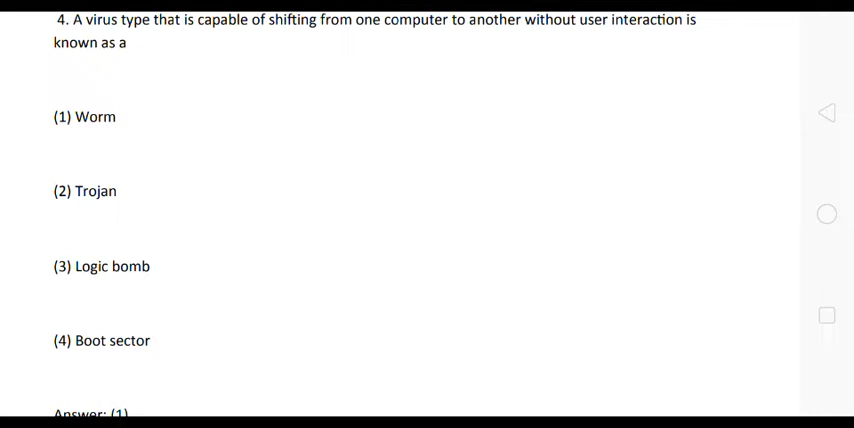 4. A virus type that is capable of shifting from one computer to another without user interaction is
known as a
(1) Worm
(2) Trojan
(3) Logic bomb
(4) Boot sector
Answer: (1)